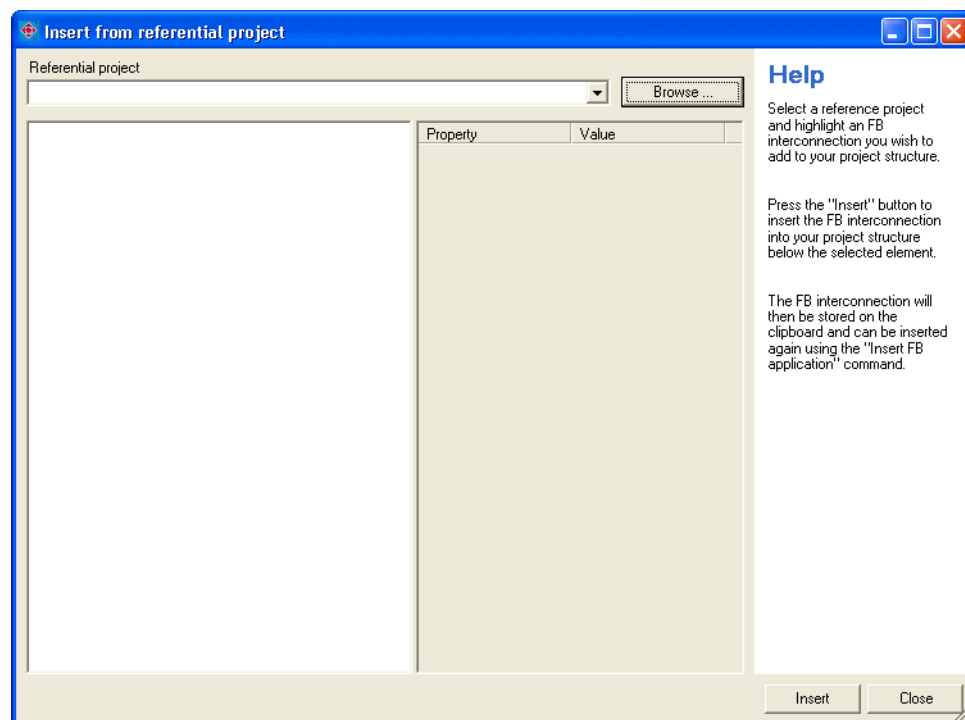 Insert from referential project
Referential project
Browse ...
Property Value
Help
Select a reference project
and highlight an FB
interconnection you wish to
add to your project structure.
Press the "Insert" button to
insert the FB interconnection
into your project structure
below the selected element.
The FB interconnection will
then be stored on the
clipboard and can be inserted
again using the "Insert FB
application" command.
Insert Close